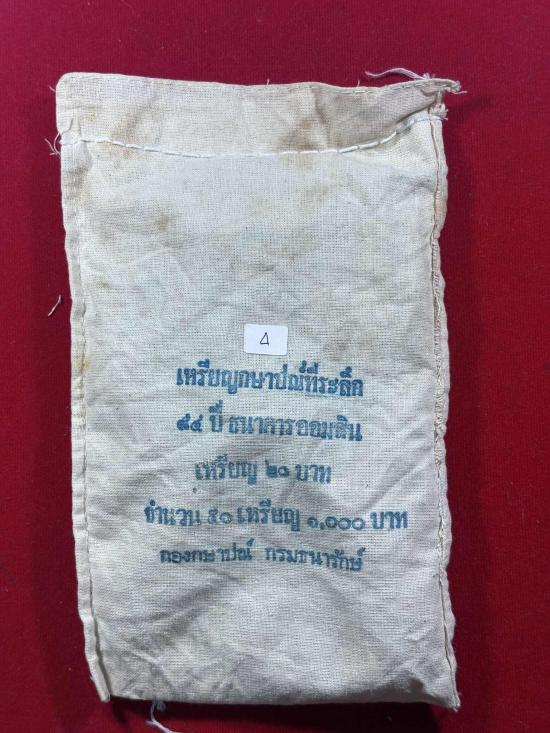 Δ
เหรียญกษาปณ์ที่ระลึก
๘๔ ปี ธนาคารออมสิน
เหรียญ ๒๐ บาท
จำนวน ๕๐ เหรียญ ๑,๐๐๐ บาท
กองกษาปณ์ กรมธนารักษ์